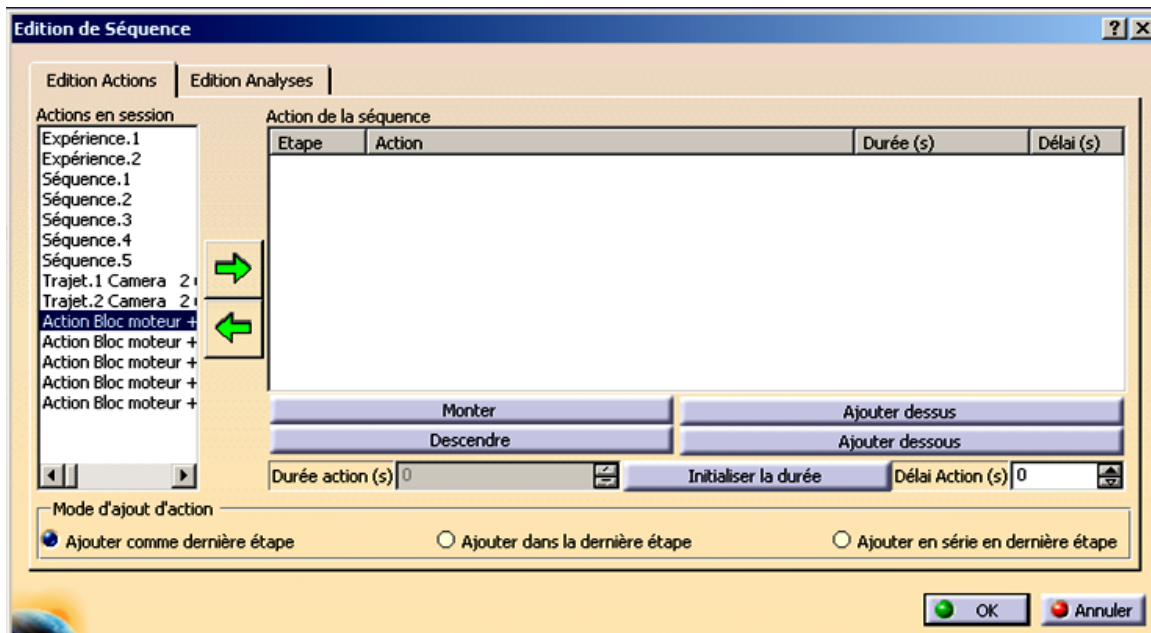 Edition de Séquence
Edition Actions
Edition Analyses
Actions en session
Expérience.1
Expérience.2
Séquence.1
Séquence.2
Séquence.3
Séquence.4
Séquence.5
Trajet.1 Camera 2
Trajet.2 Camera 2
Action Bloc moteur +
Action Bloc moteur +
Action Bloc moteur +
Action Bloc moteur +
Action Bloc moteur +
Action de la séquence
Etape Action Durée (s) Délai (s)
Monter
Ajouter dessus
Descendre
Ajouter dessous
Durée action (s) 0
Initialiser la durée
Délai Action (s) 0
Mode d'ajout d'action
Ajouter comme dernière étape
Ajouter dans la dernière étape
Ajouter en série en dernière étape
OK
Annuler